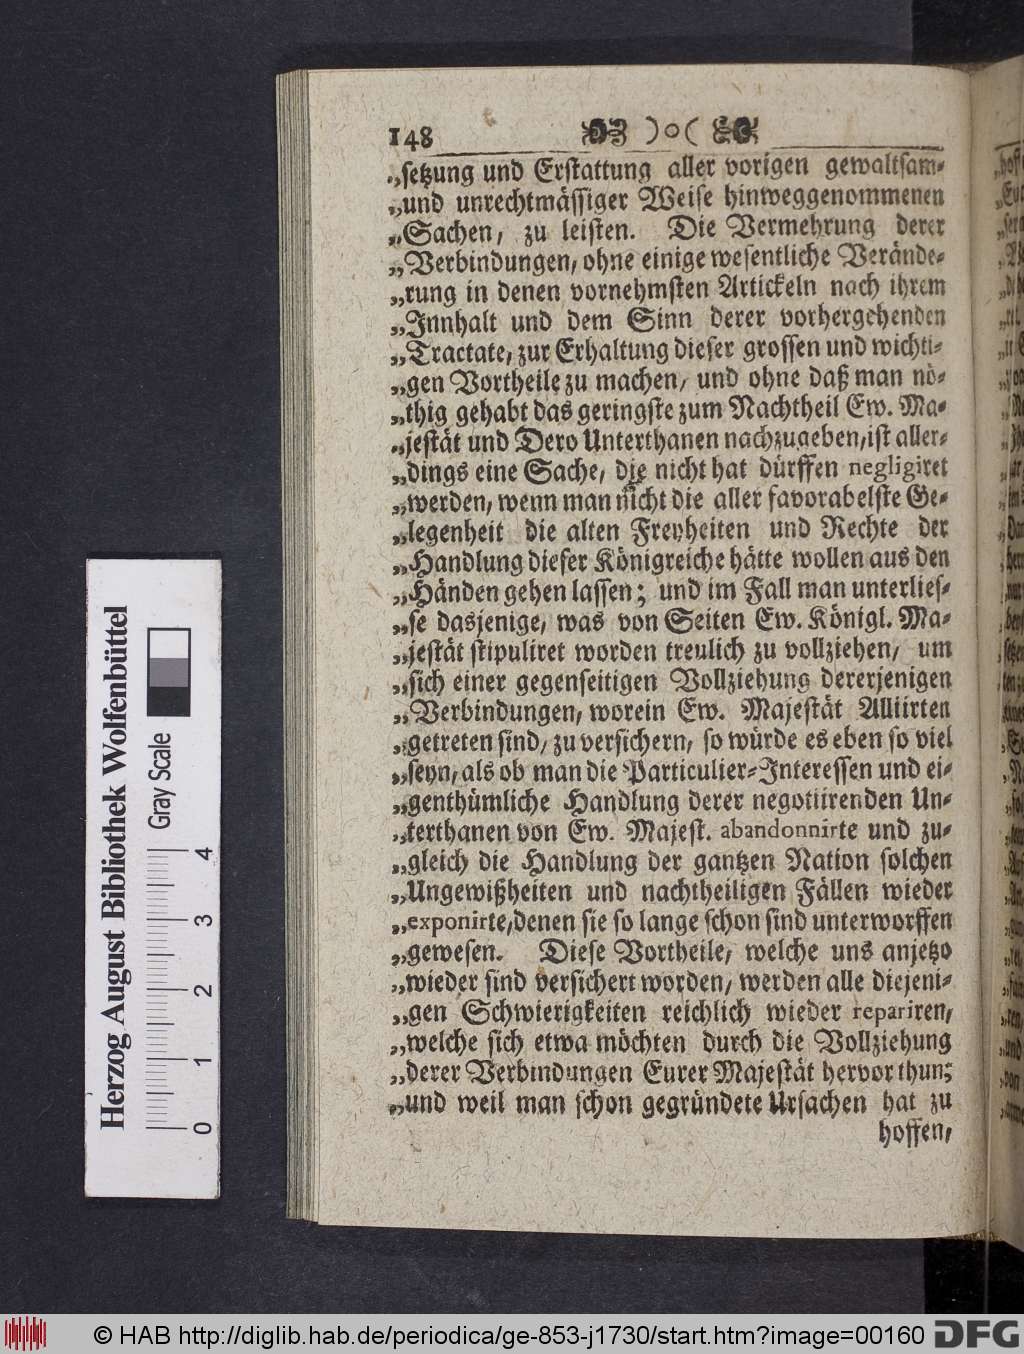 148 )o(
„setzung und Erstattung aller vorigen gewaltsam-
„und unrechtmässiger Weise hinweggenommenen
„Sachen, zu leisten. Die Vermehrung derer
„Verbindungen, ohne einige wesentliche Verände-
„rung in denen vornehmsten Artickeln nach ihrem
„Innhalt und dem Sinn derer vorhergehenden
„Tractate, zur Erhaltung dieser grossen und wichti-
„gen Vortheile zu machen, und ohne daß man nö-
„thig gehabt das geringste zum Nachtheil Ew. Ma-
„jestät und Dero Unterthanen nachzugeben, ist aller-
„dings eine Sache, die nicht hat dürffen negligiret
„werden, wenn man nicht die aller favorabelste Ge-
„legenheit die alten Freyheiten und Rechte der
„Handlung dieser Königreiche hätte wollen aus den
„Händen gehen lassen; und im Fall man unterlies-
„se dasjenige, was von Seiten Ew. Königl. Ma-
„jestät stipuliret worden treulich zu vollziehen, um
„sich einer gegenseitigen Vollziehung dererjenigen
„Verbindungen, worein Ew. Majestät Alliirten
„getreten sind, zu versichern, so würde es eben so viel
„seyn, als ob man die Particulier-Interessen und ei-
„genthümliche Handlung derer negotiirenden Un-
„terthanen von Ew. Majest. abandonnirte und zu-
„gleich die Handlung der gantzen Nation solchen
„Ungewißheiten und nachtheiligen Fällen wieder
„exponirte, denen sie so lange schon sind unterworffen
„gewesen. Diese Vortheile, welche uns anjetzo
„wieder sind versichert worden, werden alle diejeni-
„gen Schwierigkeiten reichlich wieder repariren,
„welche sich etwa möchten durch die Vollziehung
„derer Verbindungen Eurer Majestät hervor thun;
„und weil man schon gegründete Ursachen hat zu
hoffen,
Herzog August Bibliothek Wolfenbüttel
Gray Scale
0 1 2 3 4
© HAB http://diglib.hab.de/periodica/ge-853-j1730/start.htm?image=00160 DFG